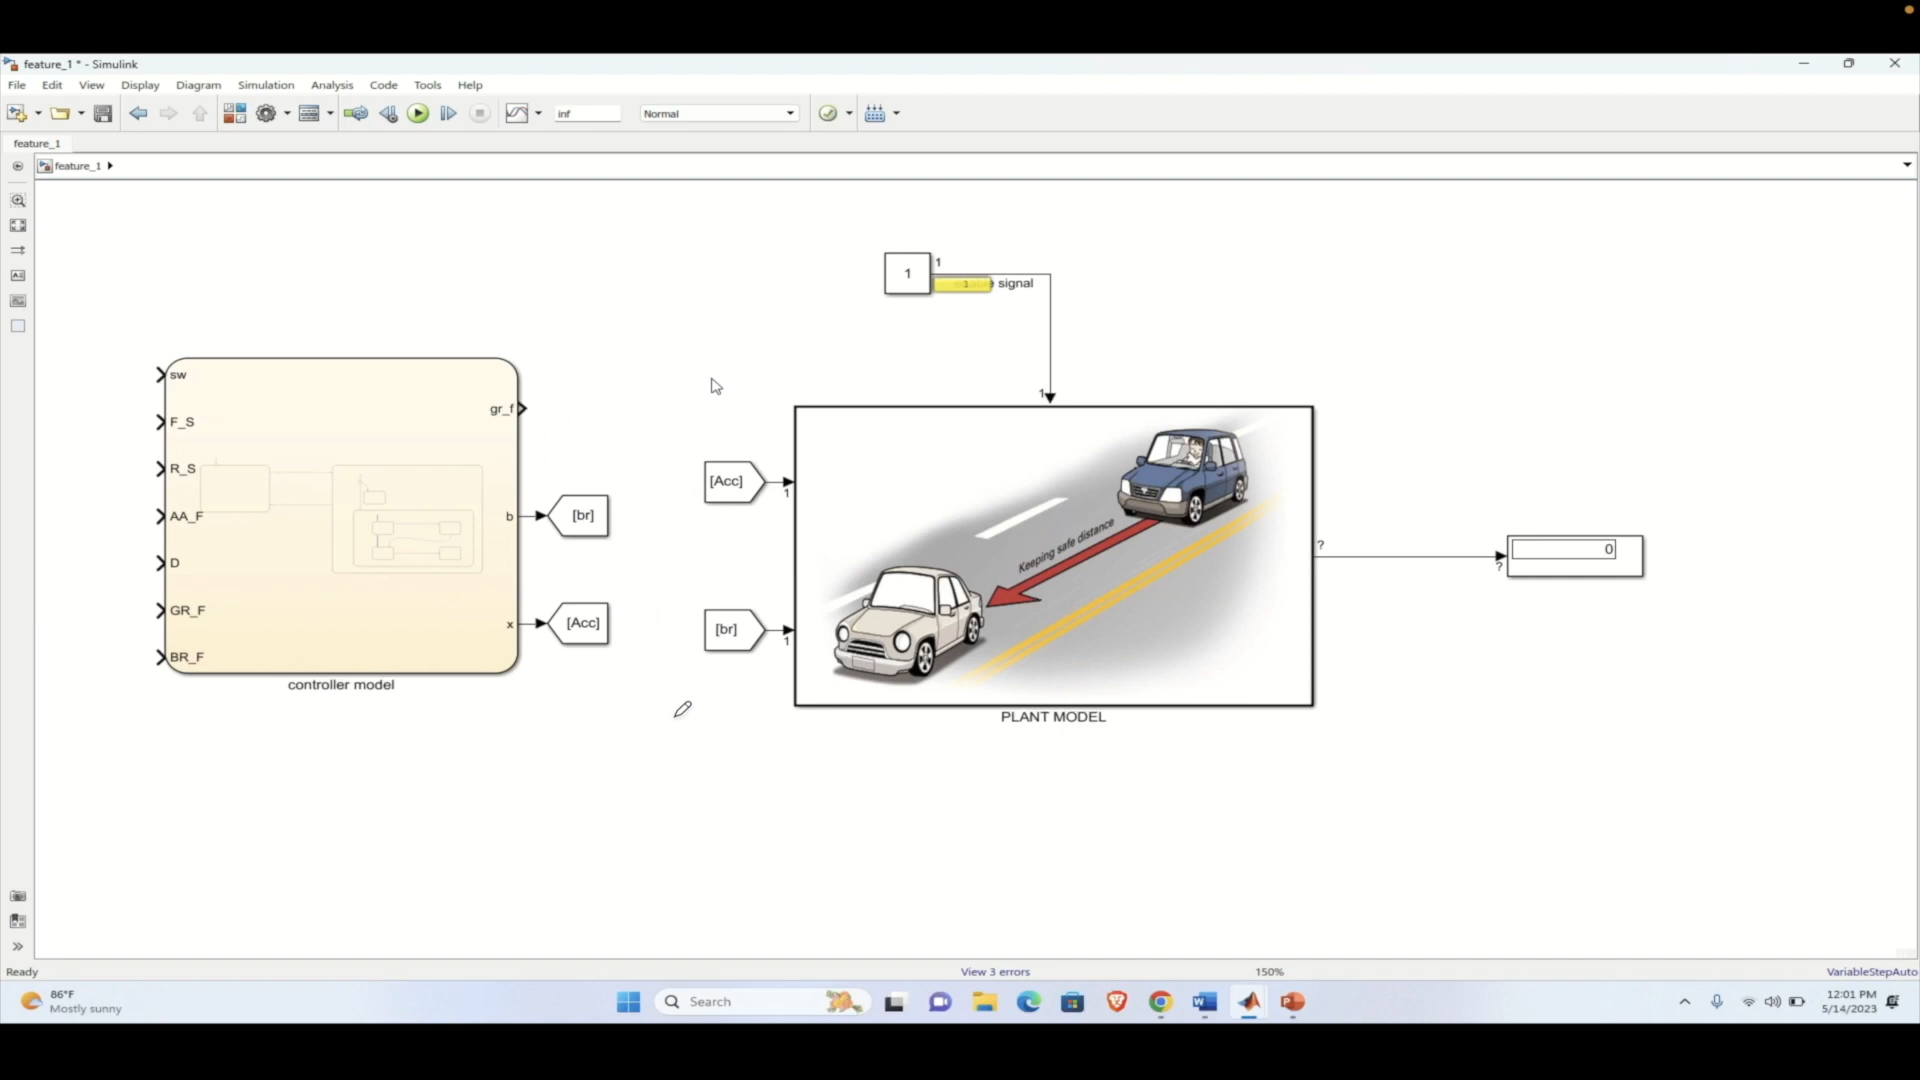 feature_1 * - Simulink
File Edit View Display Diagram Simulation Analysis Code Tools Help
inf Normal
feature_1
feature_1
1 1
1 signal
1
sw
F_S
R_S
AA_F
D
GR_F
BR_F
gr_f
b
x
[br]
[Acc]
controller model
[Acc]
1
[br]
1
Keeping safe distance
PLANT MODEL
?
?
0
Ready View 3 errors 150% VariableStepAuto
86°F
Mostly sunny
Search
12:01 PM
5/14/2023